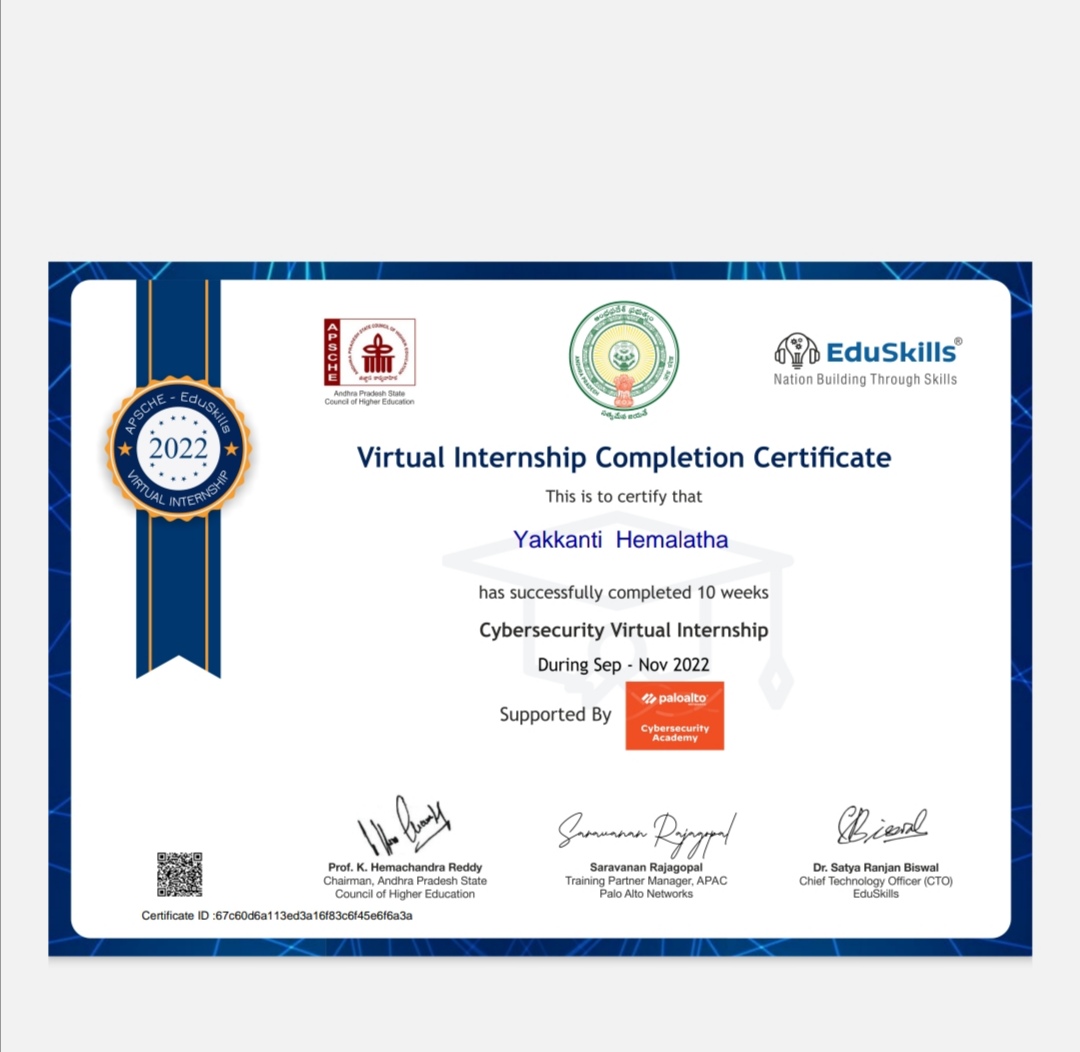 APSCHE - EduSkills
2022
VIRTUAL INTERNSHIP
APSCHE
Andhra Pradesh State
Council of Higher Education
సత్యమేవ జయతే
EduSkills®
Nation Building Through Skills
Virtual Internship Completion Certificate
This is to certify that
Yakkanti Hemalatha
has successfully completed 10 weeks
Cybersecurity Virtual Internship
During Sep - Nov 2022
Supported By
paloalto
Cybersecurity
Academy
Saravanan Rajagopal
Prof. K. Hemachandra Reddy
Chairman, Andhra Pradesh State
Council of Higher Education
Saravanan Rajagopal
Training Partner Manager, APAC
Palo Alto Networks
Dr. Satya Ranjan Biswal
Chief Technology Officer (CTO)
EduSkills
Certificate ID :67c60d6a113ed3a16f83c6f45e6f6a3a